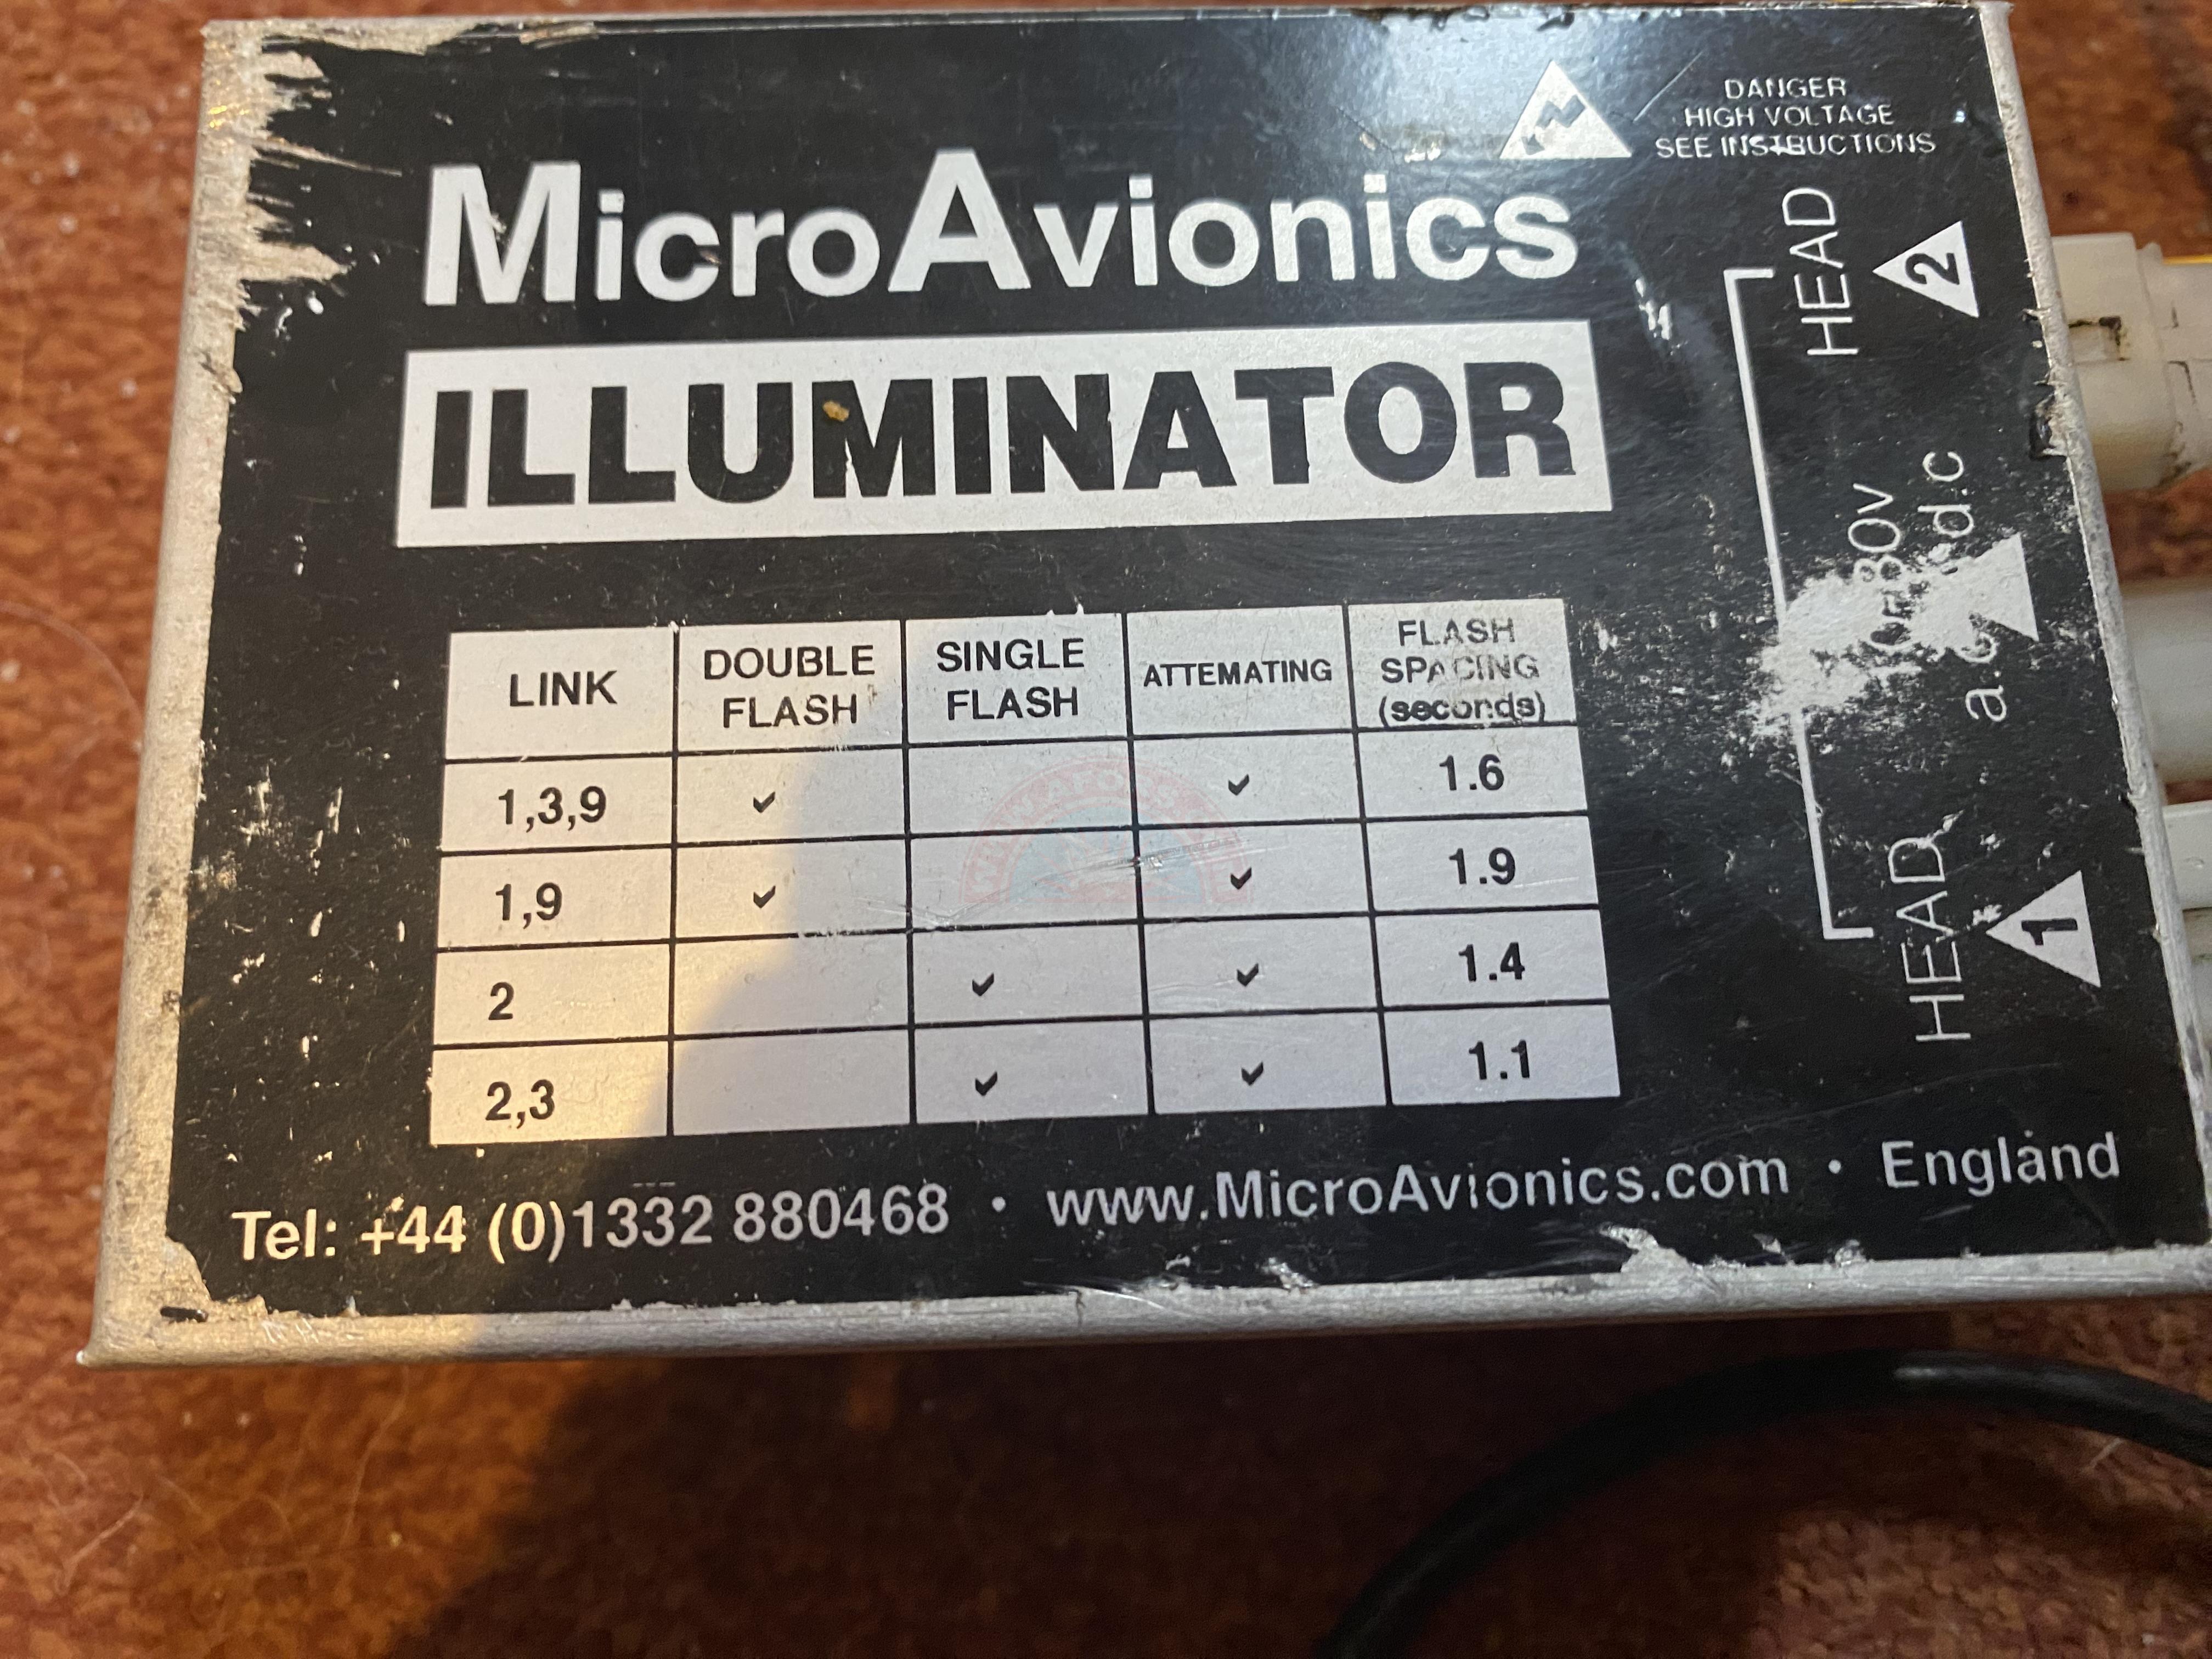 DANGER
HIGH VOLTAGE
SEE INSTRUCTIONS
MicroAvionics
ILLUMINATOR
LINK DOUBLE FLASH SINGLE FLASH ATTEMATING FLASH SPACING (seconds)
1,3,9 ✓ ✓ 1.6
1,9 ✓ ✓ 1.9
2 ✓ ✓ 1.4
2,3 ✓ ✓ 1.1
HEAD
2
d.c
HEAD
1
Tel: +44 (0)1332 880468 • www.MicroAvionics.com • England